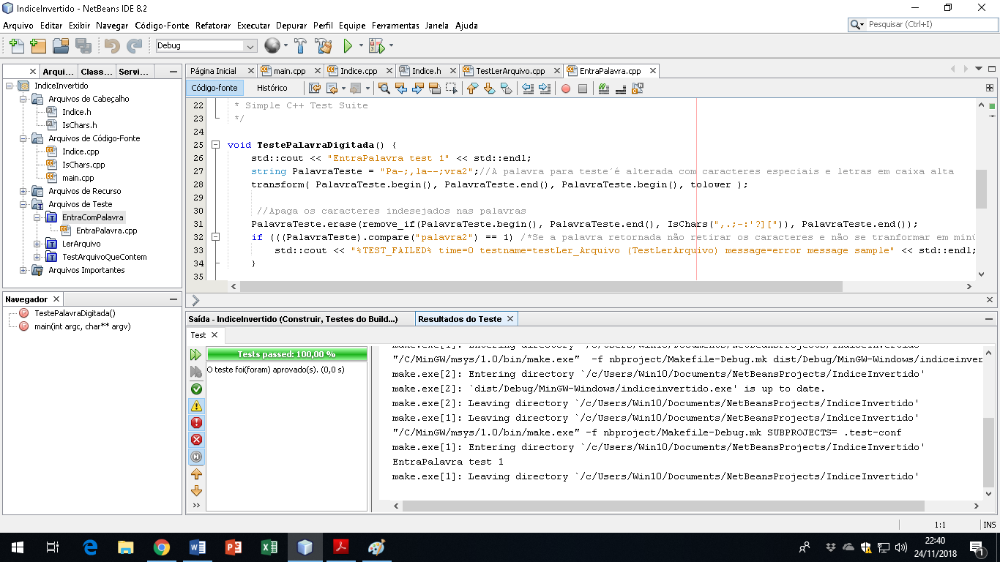 IndiceInvertido - NetBeans IDE 8.2
Arquivo Editar Exibir Navegar Código-Fonte Refatorar Executar Depurar Perfil Equipe Ferramentas Janela Ajuda
Pesquisar (Ctrl+I)
Debug
Arqui... Class... Servi...
IndiceInvertido
Arquivos de Cabeçalho
Indice.h
IsChars.h
Arquivos de Código-Fonte
Indice.cpp
IsChars.cpp
main.cpp
Arquivos de Recurso
Arquivos de Teste
EntraComPalavra
EntraPalavra.cpp
LerArquivo
TestArquivoQueContem
Arquivos Importantes
Navegador
TestePalavraDigitada()
main(int argc, char** argv)
Página Inicial main.cpp Indice.cpp Indice.h TestLerArquivo.cpp EntraPalavra.cpp
Código-fonte Histórico
22 * Simple C++ Test Suite
23 */
24
25 void TestePalavraDigitada() {
26 std::cout << "EntraPalavra test 1" << std::endl;
27 string PalavraTeste = "Pa-;,la--;vra2";//A palavra para teste´é alterada com caracteres especiais e letras em caixa alta
28 transform( PalavraTeste.begin(), PalavraTeste.end(), PalavraTeste.begin(), tolower );
29
30 //Apaga os caracteres indesejados nas palavras
31 PalavraTeste.erase(remove_if(PalavraTeste.begin(), PalavraTeste.end(), IsChars(",.;-:'?][")), PalavraTeste.end());
32 if (((PalavraTeste).compare("palavra2") == 1) /*Se a palavra retornada não retirar os caracteres e não se tranformar em minú
33 std::cout << "%TEST_FAILED% time=0 testname=testLer_Arquivo (TestLerArquivo) message=error message sample" << std::endl;
34 }
35
Saída - IndiceInvertido (Construir, Testes do Build...) Resultados do Teste
Test
Tests passed: 100,00 %
O teste foi(foram) aprovado(s). (0,0 s)
make.exe[1]: Entering directory `/c/Users/Win10/Documents/NetBeansProjects/IndiceInvertido'
"/C/MinGW/msys/1.0/bin/make.exe" -f nbproject/Makefile-Debug.mk dist/Debug/MinGW-Windows/indiceinver
make.exe[2]: Entering directory `/c/Users/Win10/Documents/NetBeansProjects/IndiceInvertido'
make.exe[2]: `dist/Debug/MinGW-Windows/indiceinvertido.exe' is up to date.
make.exe[2]: Leaving directory `/c/Users/Win10/Documents/NetBeansProjects/IndiceInvertido'
make.exe[1]: Leaving directory `/c/Users/Win10/Documents/NetBeansProjects/IndiceInvertido'
"/C/MinGW/msys/1.0/bin/make.exe" -f nbproject/Makefile-Debug.mk SUBPROJECTS= .test-conf
make.exe[1]: Entering directory `/c/Users/Win10/Documents/NetBeansProjects/IndiceInvertido'
EntraPalavra test 1
make.exe[1]: Leaving directory `/c/Users/Win10/Documents/NetBeansProjects/IndiceInvertido'
1:1 INS
22:40
24/11/2018
1